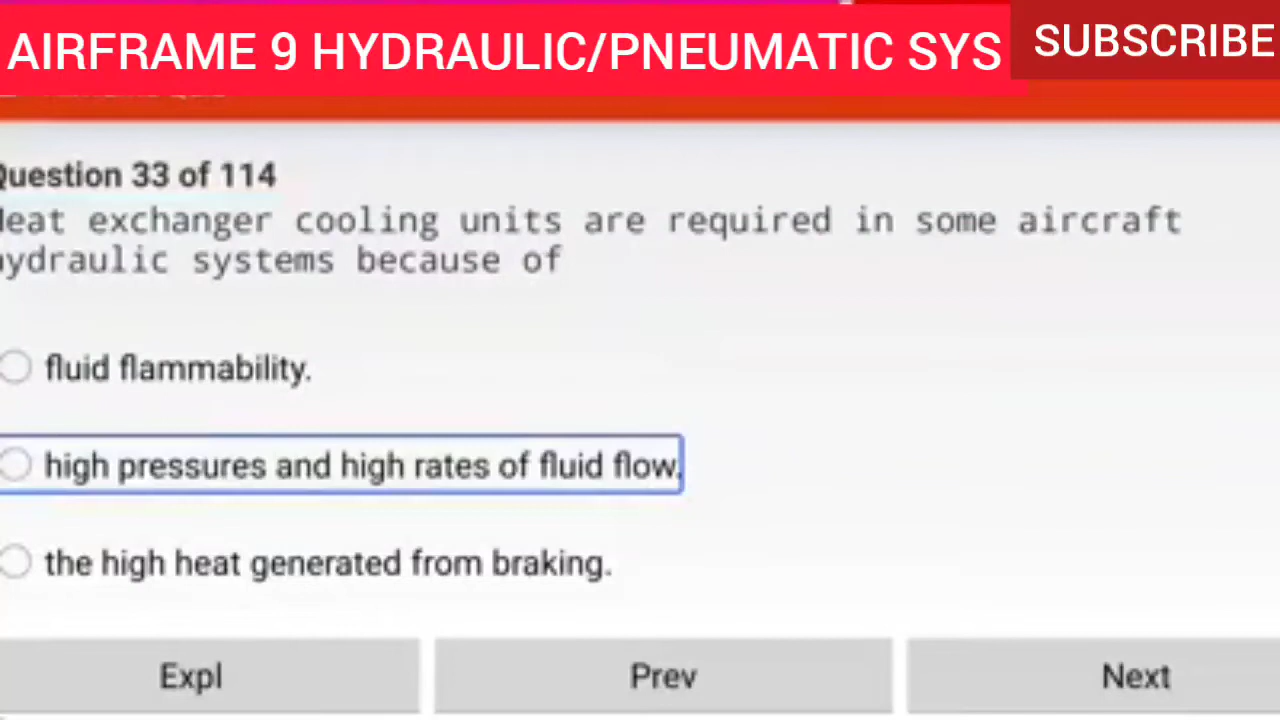 AIRFRAME 9 HYDRAULIC/PNEUMATIC SYS
SUBSCRIBE
Question 33 of 114
eat exchanger cooling units are required in some aircraft
ydraulic systems because of
fluid flammability.
high pressures and high rates of fluid flow.
the high heat generated from braking.
Expl
Prev
Next